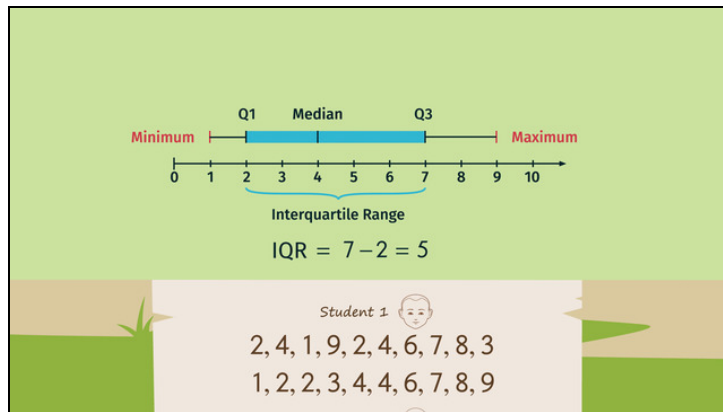 Q1 Median Q3
Minimum Maximum
0 1 2 3 4 5 6 7 8 9 10
Interquartile Range
IQR = 7 – 2 = 5
Student 1
2, 4, 1, 9, 2, 4, 6, 7, 8, 3
1, 2, 2, 3, 4, 4, 6, 7, 8, 9